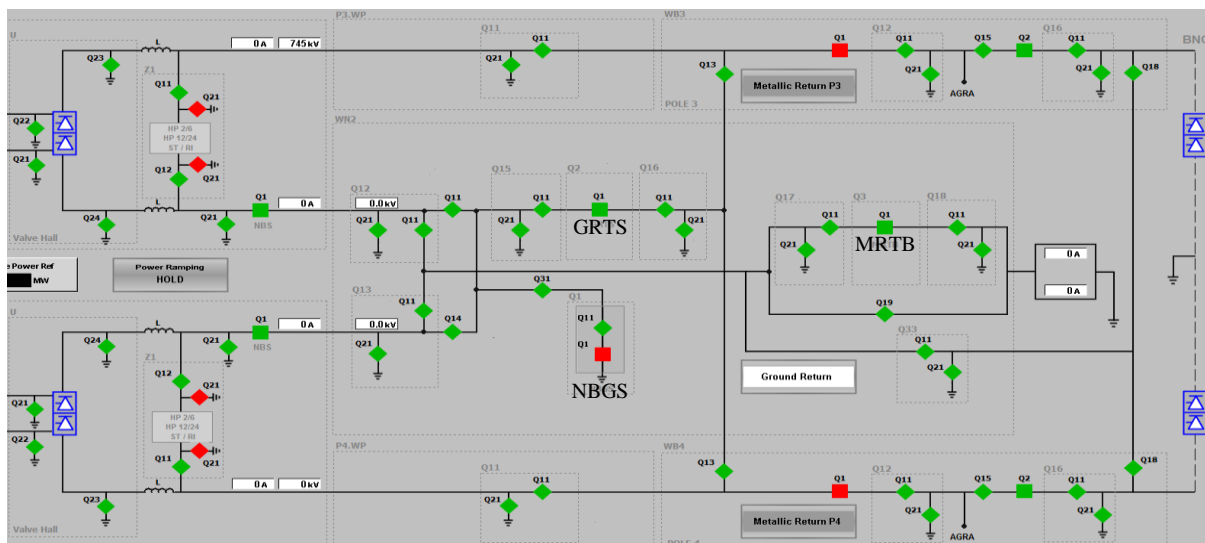 P3.WP
WB3
U
L
0 A
745 kV
Q11
Q11
Q1
Q12
Q11
Q15
Q2
Q16
Q11
BNC
Q23
Z1
Q11
Q21
Q21
Q13
Q21
Q21
Q18
AGRA
Metallic Return P3
POLE 3
HP 2/6
HP 12/24
ST / RI
WN2
Q22
Q21
Q12
Q21
Q24
L
Q21
Q1
NBS
0 A
Q12
0.0 kV
Q11
Q21
Q11
Q15
Q11
Q21
Q2
Q1
GRTS
Q16
Q11
Q21
Q17
Q11
Q21
Q3
Q1
MRTB
Q18
Q11
Q21
0 A
0 A
Valve Hall
e Power Ref
MW
Power Ramping
HOLD
Q31
Q13
Q11
Q1
Q11
Q19
U
L
Q1
NBS
0 A
0.0 kV
Q14
Q33
Q11
Q24
Q21
Q21
Q1
Q21
Z1
Q12
Q21
NBGS
Ground Return
Q21
Q22
HP 2/6
HP 12/24
ST / RI
Q11
Q21
P4.WP
WB4
Q11
Q13
Q12
Q16
Q18
L
0 A
0 kV
Q11
Q1
Q11
Q15
Q2
Q11
Q23
Q21
Q21
Q21
Valve Hall
Metallic Return P4
AGRA
POLE 4